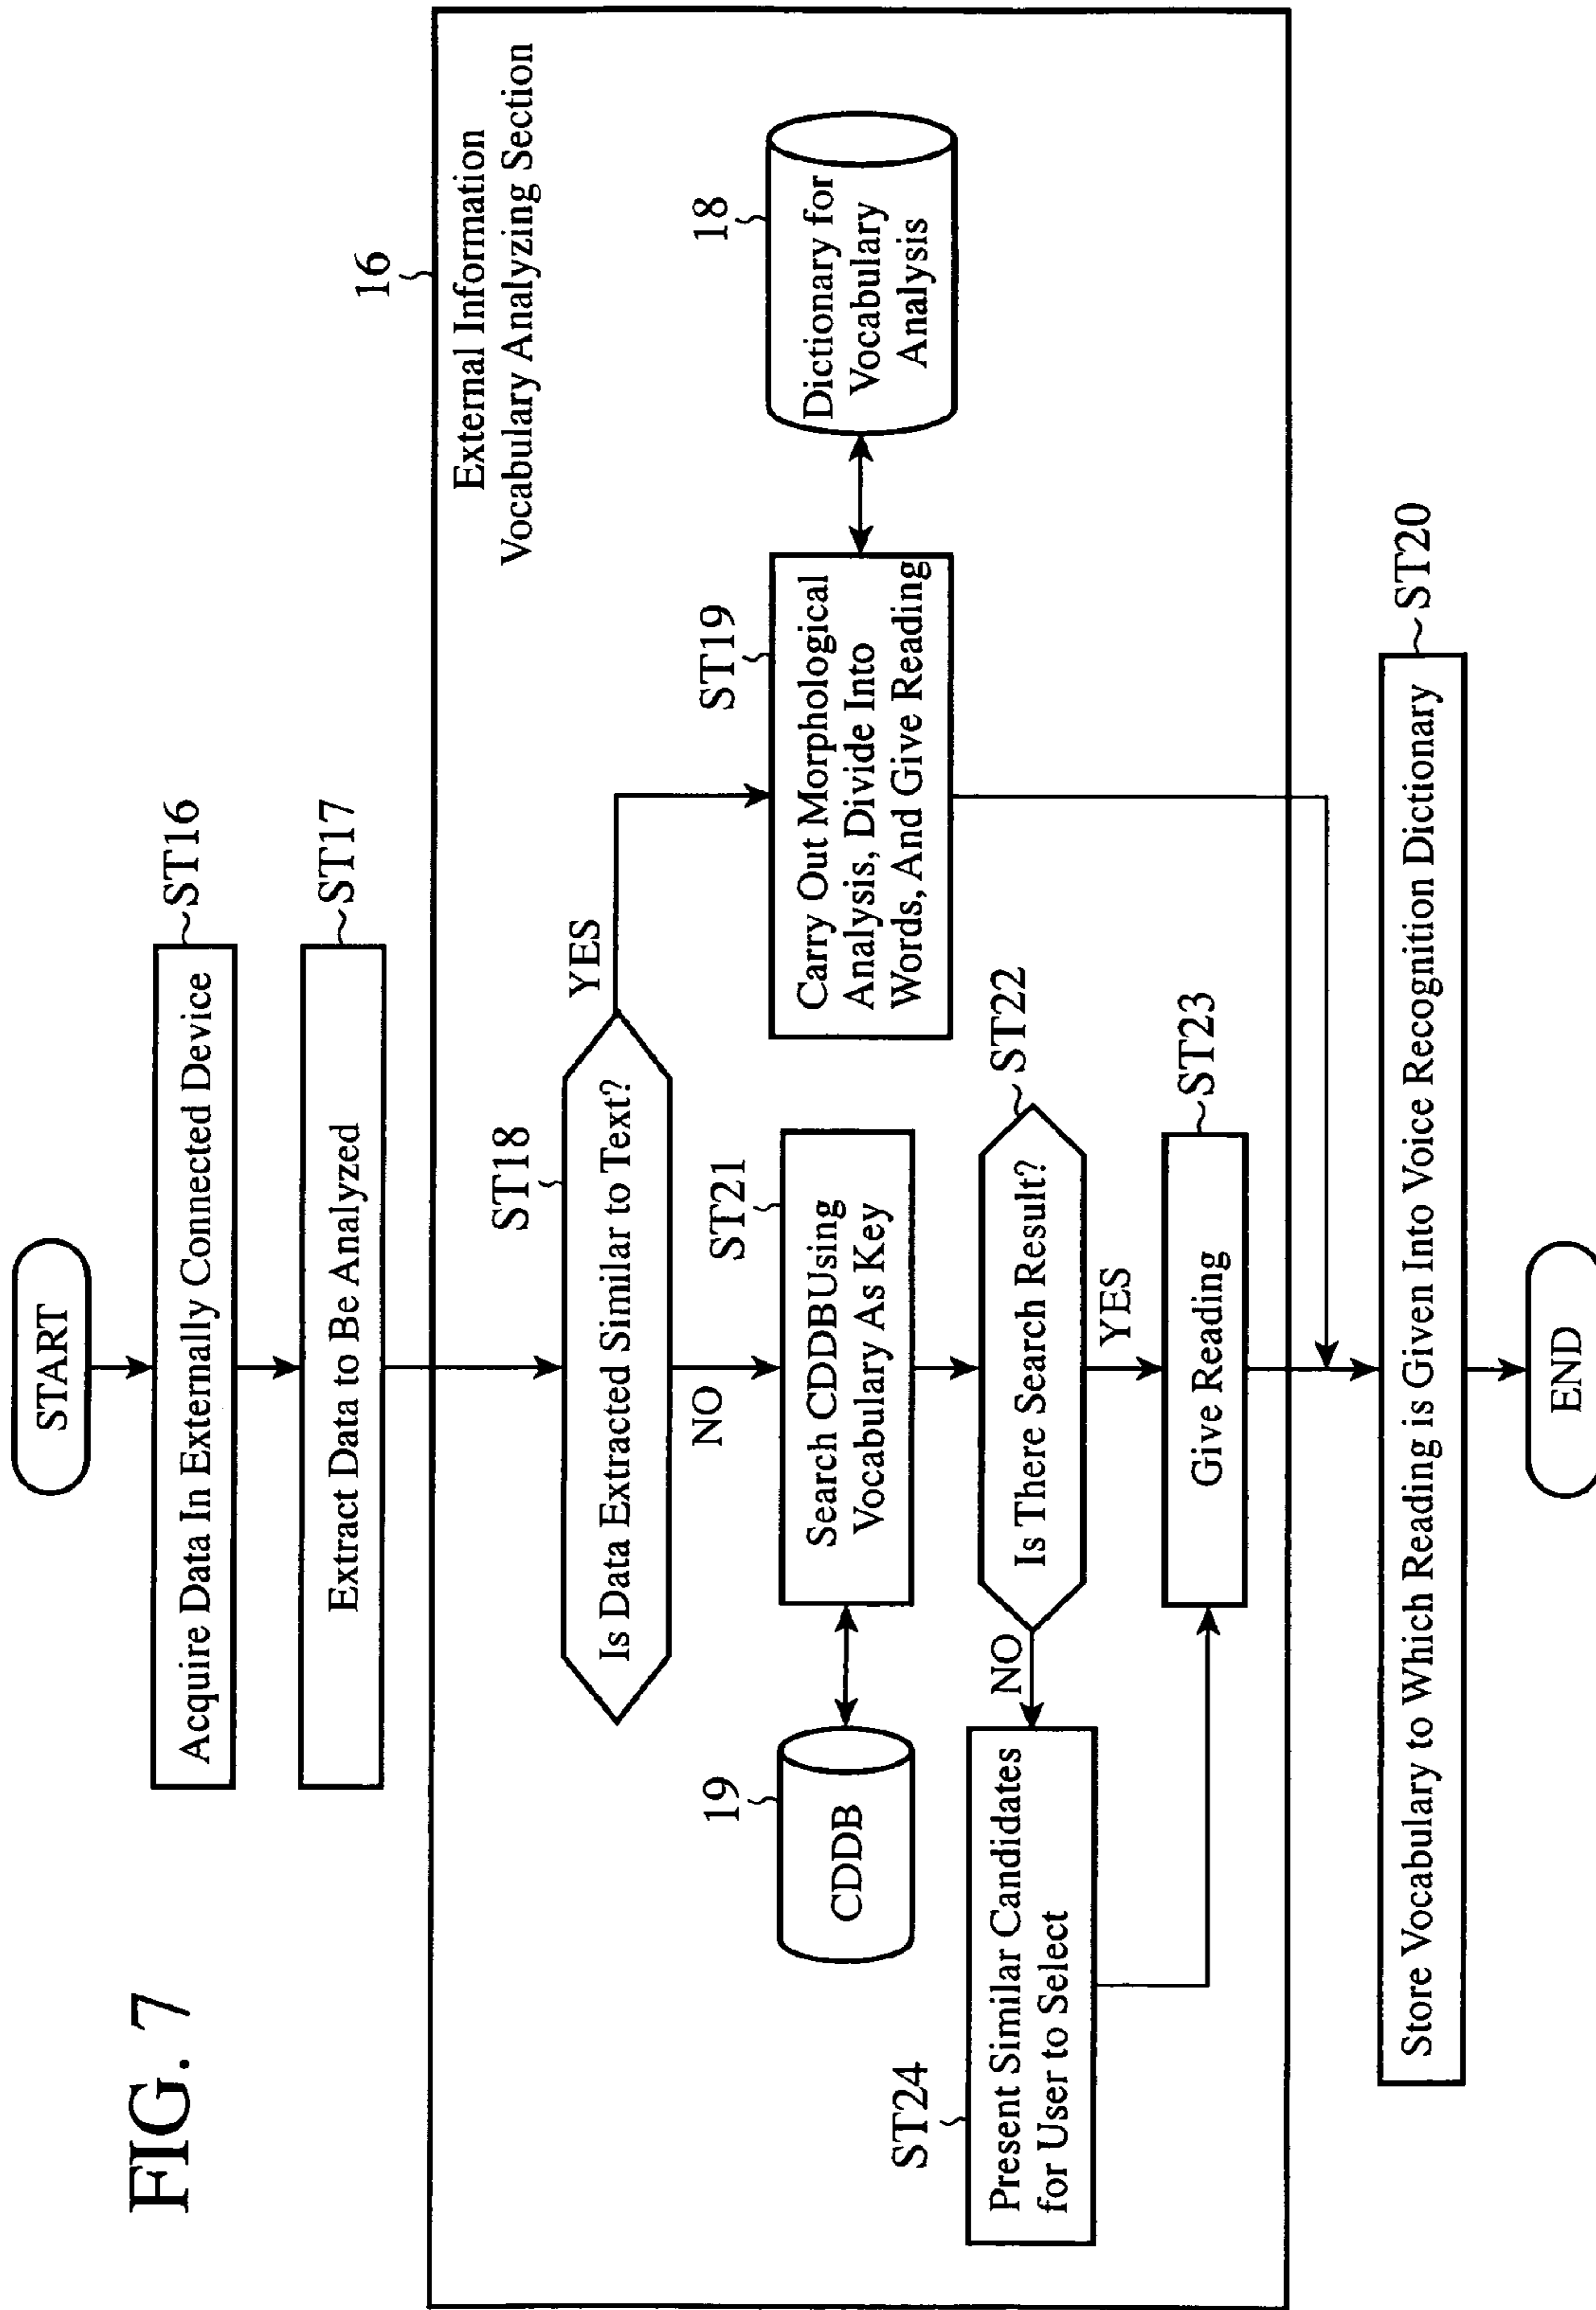 FIG. 7
START
Acquire Data In Externally Connected Device
ST16
Extract Data to Be Analyzed
ST17
16
External Information
Vocabulary Analyzing Section
ST18
Is Data Extracted Similar to Text?
YES
NO
ST19
Carry Out Morphological
Analysis, Divide Into
Words, And Give Reading
18
Dictionary for
Vocabulary
Analysis
19
CDDB
ST21
Search CDDBUsing
Vocabulary As Key
ST22
Is There Search Result?
NO
YES
ST24
Present Similar Candidates
for User to Select
ST23
Give Reading
Store Vocabulary to Which Reading is Given Into Voice Recognition Dictionary
ST20
END